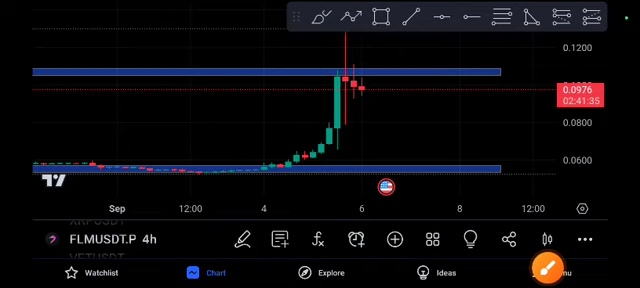 0.1200
0.0976
02:41:35
0.0800
0.0600
Sep 12:00 4 6 8 12:00
FLMUSDT.P 4h
Watchlist Chart Explore Ideas